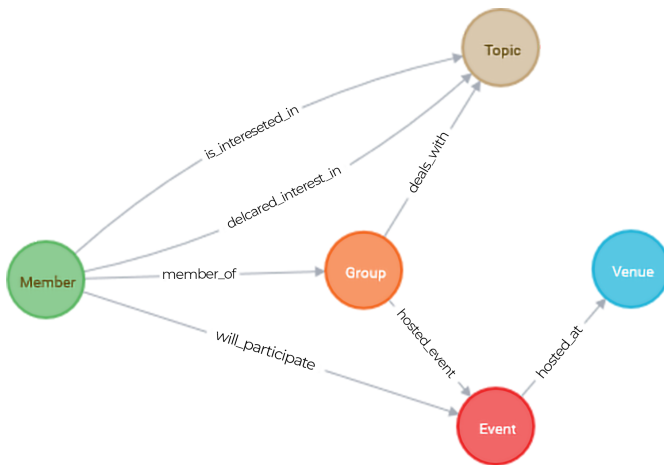 Topic
is_intereseted_in
deals_with
delcared_interest_in
Member
member_of
Group
Venue
will_participate
hosted_event
hosted_at
Event